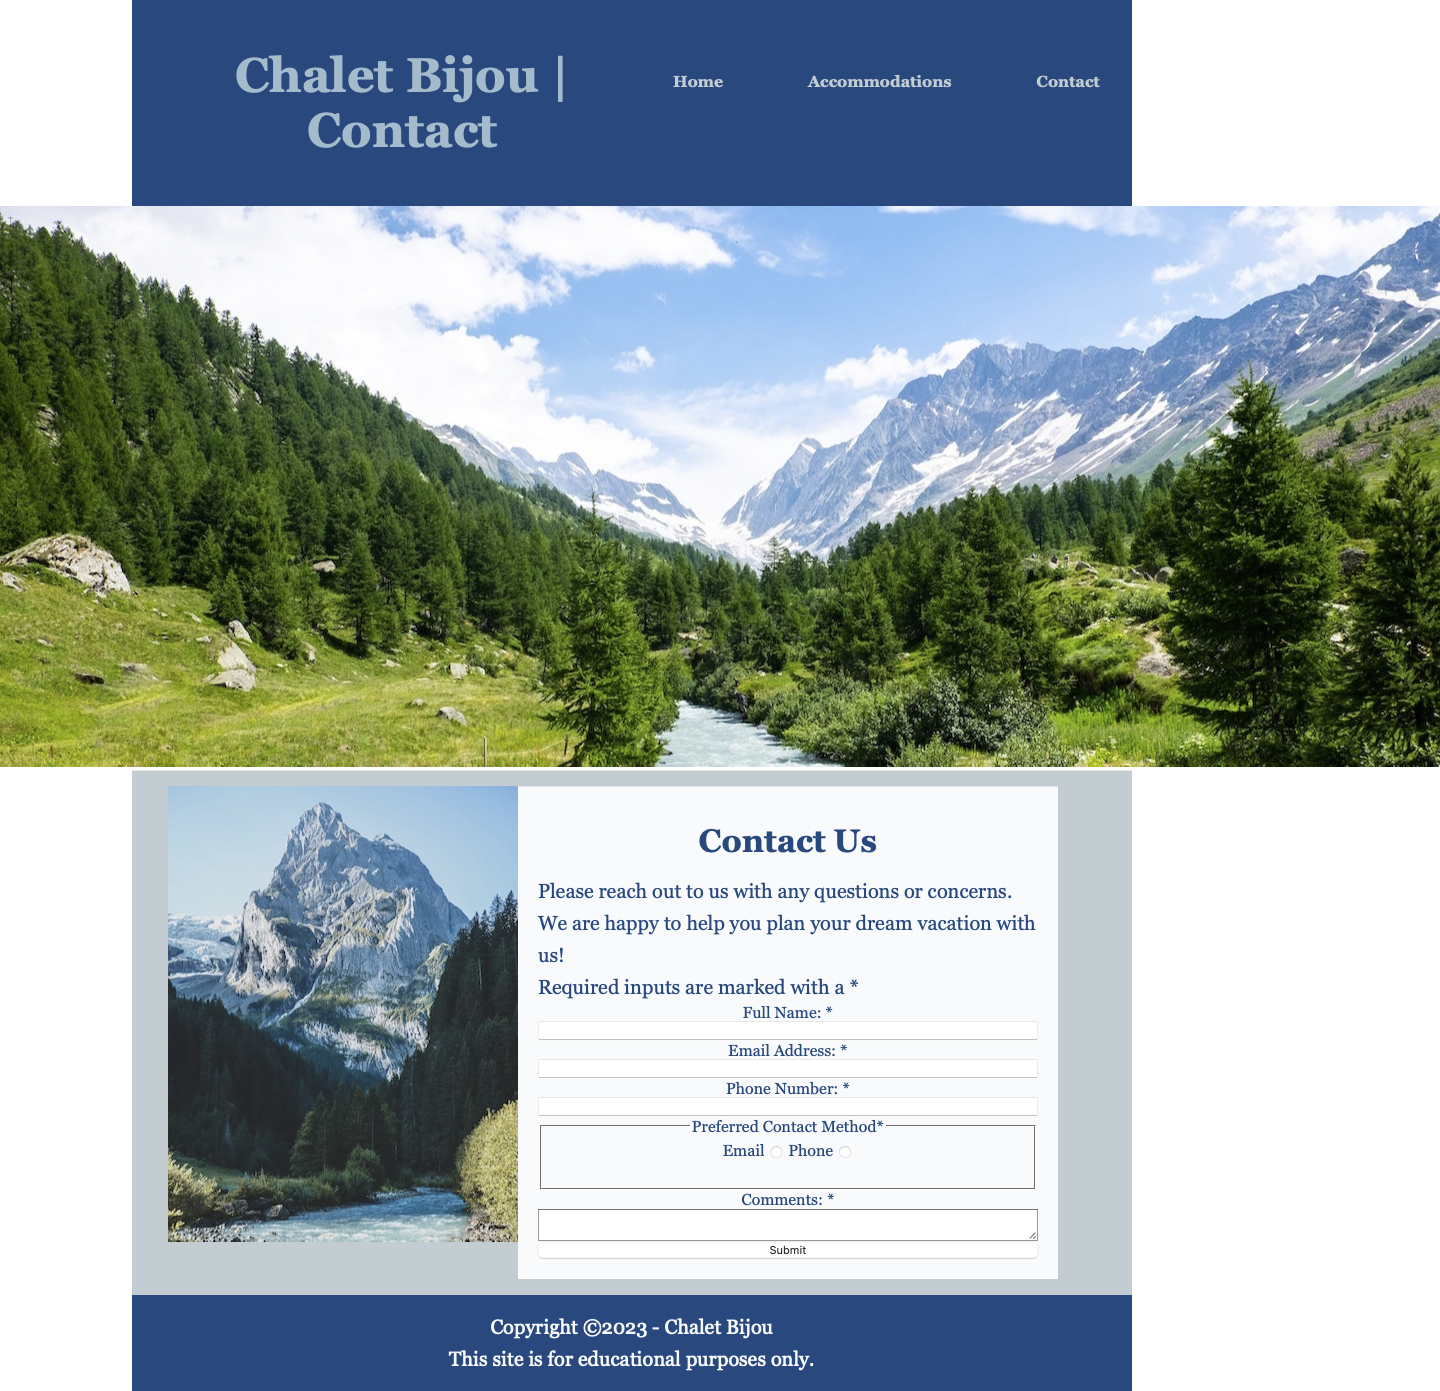 Chalet Bijou |
Contact
Home
Accommodations
Contact
Contact Us
Please reach out to us with any questions or concerns.
We are happy to help you plan your dream vacation with
us!
Required inputs are marked with a *
Full Name: *
Email Address: *
Phone Number: *
Preferred Contact Method*
Email Phone
Comments: *
Submit
Copyright ©2023 - Chalet Bijou
This site is for educational purposes only.